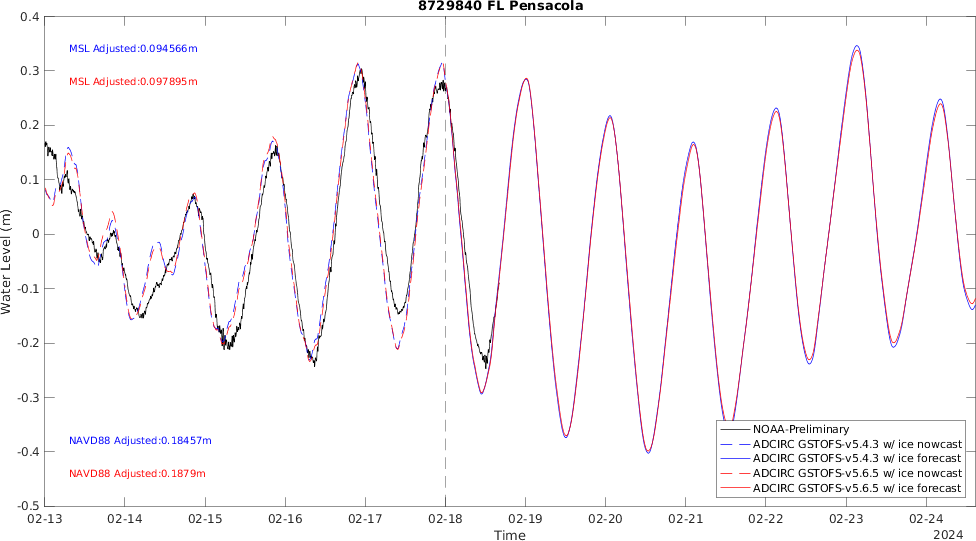 8729840 FL Pensacola
0.4
0.3
0.2
0.1
0
-0.1
-0.2
-0.3
-0.4
-0.5
Water Level (m)
MSL Adjusted:0.094566m
MSL Adjusted:0.097895m
NAVD88 Adjusted:0.18457m
NAVD88 Adjusted:0.1879m
NOAA-Preliminary
ADCIRC GSTOFS-v5.4.3 w/ ice nowcast
ADCIRC GSTOFS-v5.4.3 w/ ice forecast
ADCIRC GSTOFS-v5.6.5 w/ ice nowcast
ADCIRC GSTOFS-v5.6.5 w/ ice forecast
02-13 02-14 02-15 02-16 02-17 02-18 02-19 02-20 02-21 02-22 02-23 02-24
Time
2024